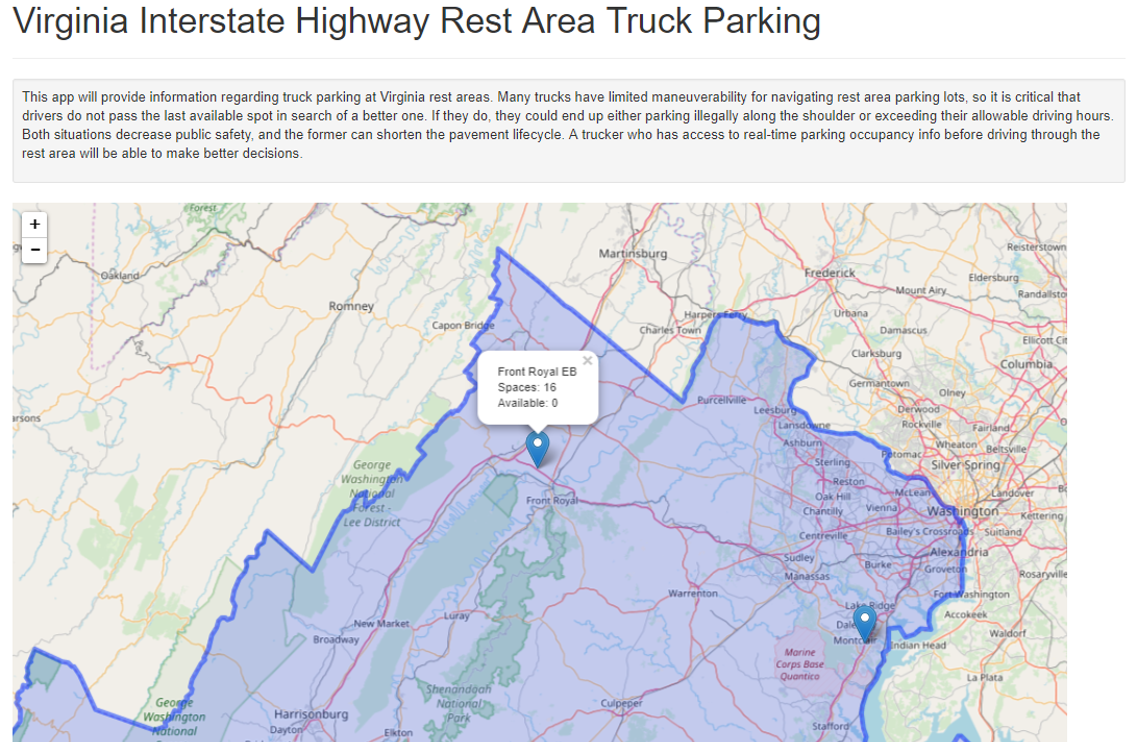 Virginia Interstate Highway Rest Area Truck Parking
This app will provide information regarding truck parking at Virginia rest areas. Many trucks have limited maneuverability for navigating rest area parking lots, so it is critical that
drivers do not pass the last available spot in search of a better one. If they do, they could end up either parking illegally along the shoulder or exceeding their allowable driving hours.
Both situations decrease public safety, and the former can shorten the pavement lifecycle. A trucker who has access to real-time parking occupancy info before driving through the
rest area will be able to make better decisions.
+
-
Forest
Oakland
Martinsburg
Reisterstown
Frederick
Eldersburg
Mount Airy
Randallsto
Romney
Urbana
Capon Bridge
Harpers Ferry
Charles Town
Damascus
Ellicott Cit
Clarksburg
Columbia
Front Royal EB
×
Spaces: 16
Available: 0
Germantown
Olney
Purcellville
Leesburg
Derwood
arsons
Lansdowne
Rockville
Fairland
Ashburn
Wheaton
Beltsville
Potomac
Sterling
Silver Spring
George
Washington
National
Forest -
Lee District
Reston
McLean
Landover
Oak Hill
Front Royal
Chantilly
Vienna
Washington
Kettering
Centreville
Bailey's Crossroads
Suitland
Alexandria
Sudley
Burke
Groveton
Manassas
Rosaryville
Warrenton
Fort Washington
Lake Ridge
Accokeek
New Market
Luray
Dale
Waldorf
Broadway
Montclair
Indian Head
Marine
Corps Base
Quantico
La Plata
Shenandoah
National
Park
George
Washington
National
Culpeper
Harrisonburg
Dayton
Elkton
Stafford